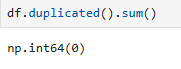 df.duplicated().sum()
np.int64(0)